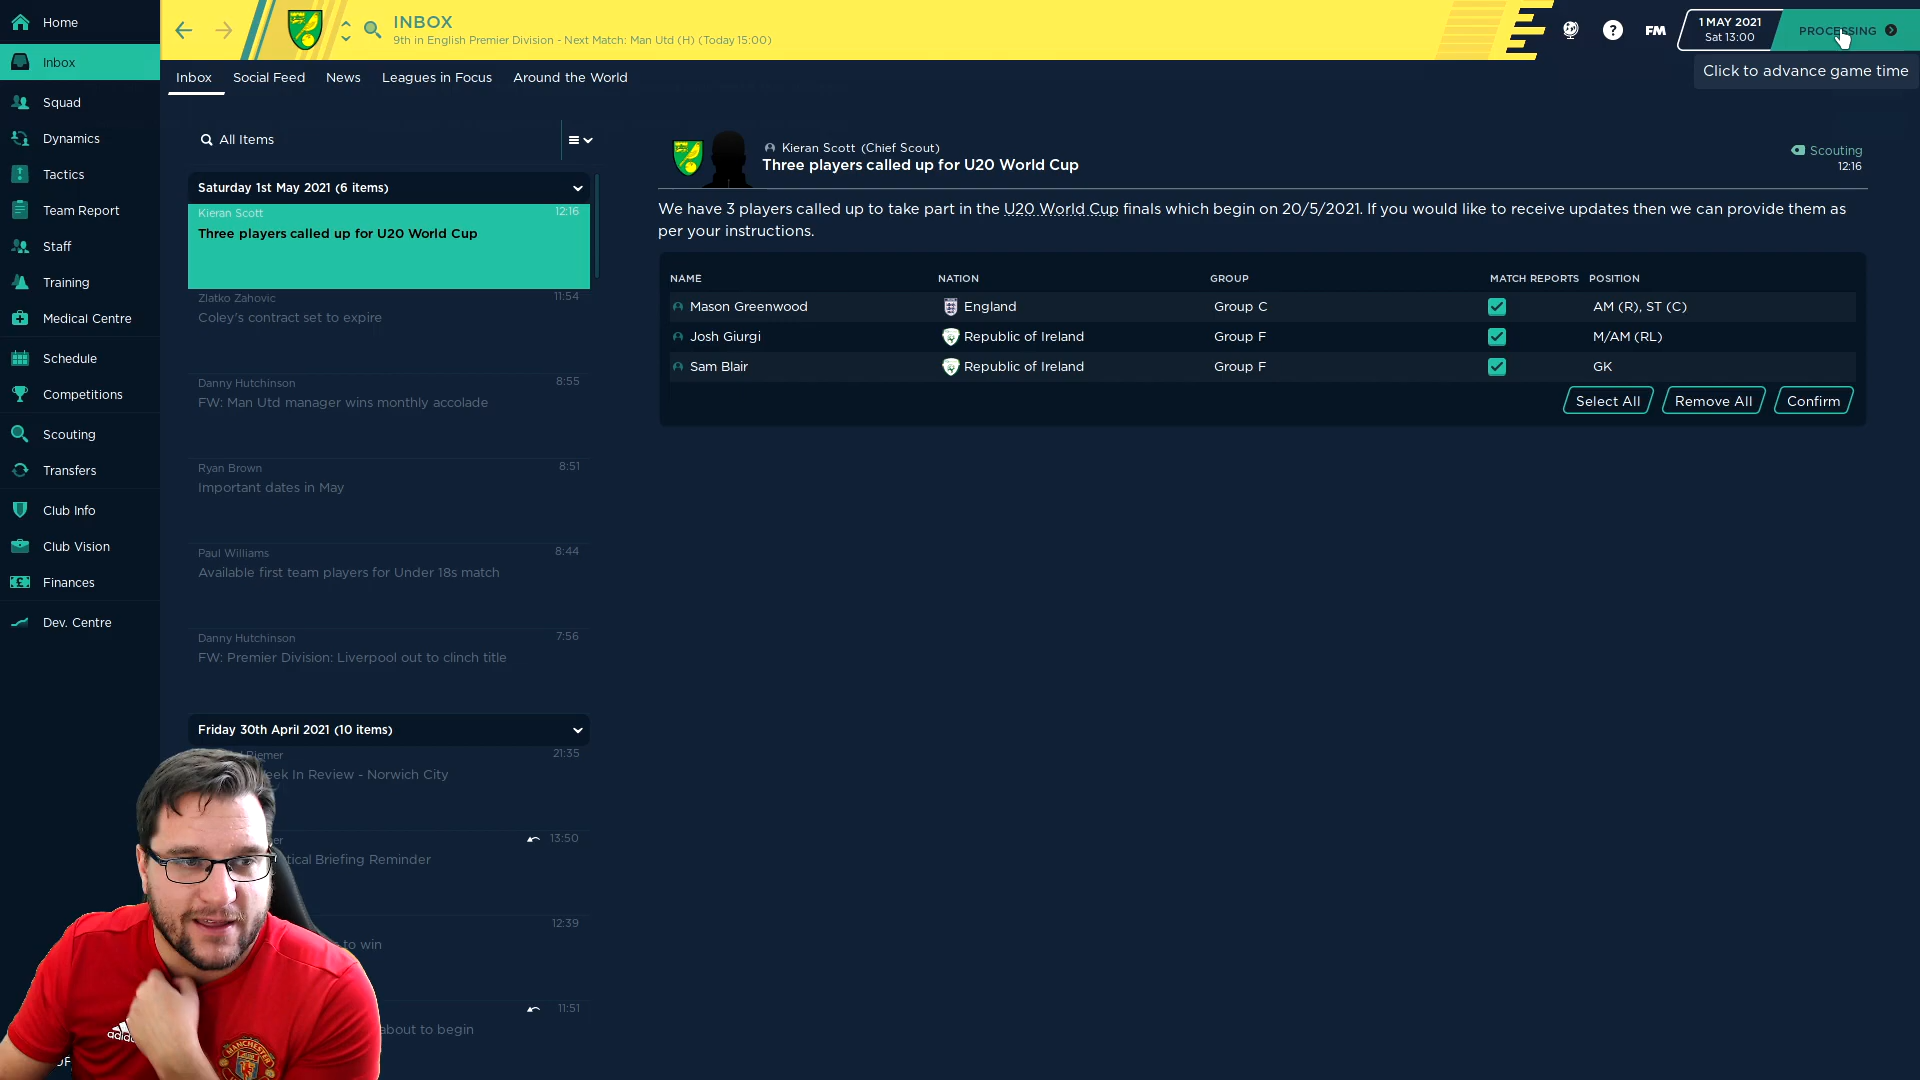 Home
Inbox
Squad
Dynamics
Tactics
Team Report
Staff
Training
Medical Centre
Schedule
Competitions
Scouting
Transfers
Club Info
Club Vision
Finances
Dev. Centre
INBOX
9th in English Premier Division - Next Match: Man Utd (H) (Today 15:00)
FM
1 MAY 2021
Sat 13:00
PROCESSING
Click to advance game time
Inbox Social Feed News Leagues in Focus Around the World
All Items
Saturday 1st May 2021 (6 items)
Kieran Scott 12:16
Three players called up for U20 World Cup
Zlatko Zahovic 11:54
Coley's contract set to expire
Danny Hutchinson 8:55
FW: Man Utd manager wins monthly accolade
Ryan Brown 8:51
Important dates in May
Paul Williams 8:44
Available first team players for Under 18s match
Danny Hutchinson 7:56
FW: Premier Division: Liverpool out to clinch title
Friday 30th April 2021 (10 items)
Riemer 21:35
In Review - Norwich City
13:50
Briefing Reminder
12:39
to win
11:51
about to begin
Kieran Scott (Chief Scout)
Three players called up for U20 World Cup
Scouting
12:16
We have 3 players called up to take part in the U20 World Cup finals which begin on 20/5/2021. If you would like to receive updates then we can provide them as
per your instructions.
NAME NATION GROUP MATCH REPORTS POSITION
Mason Greenwood England Group C AM (R), ST (C)
Josh Giurgi Republic of Ireland Group F M/AM (RL)
Sam Blair Republic of Ireland Group F GK
Select All Remove All Confirm
adidas
MANCHESTER